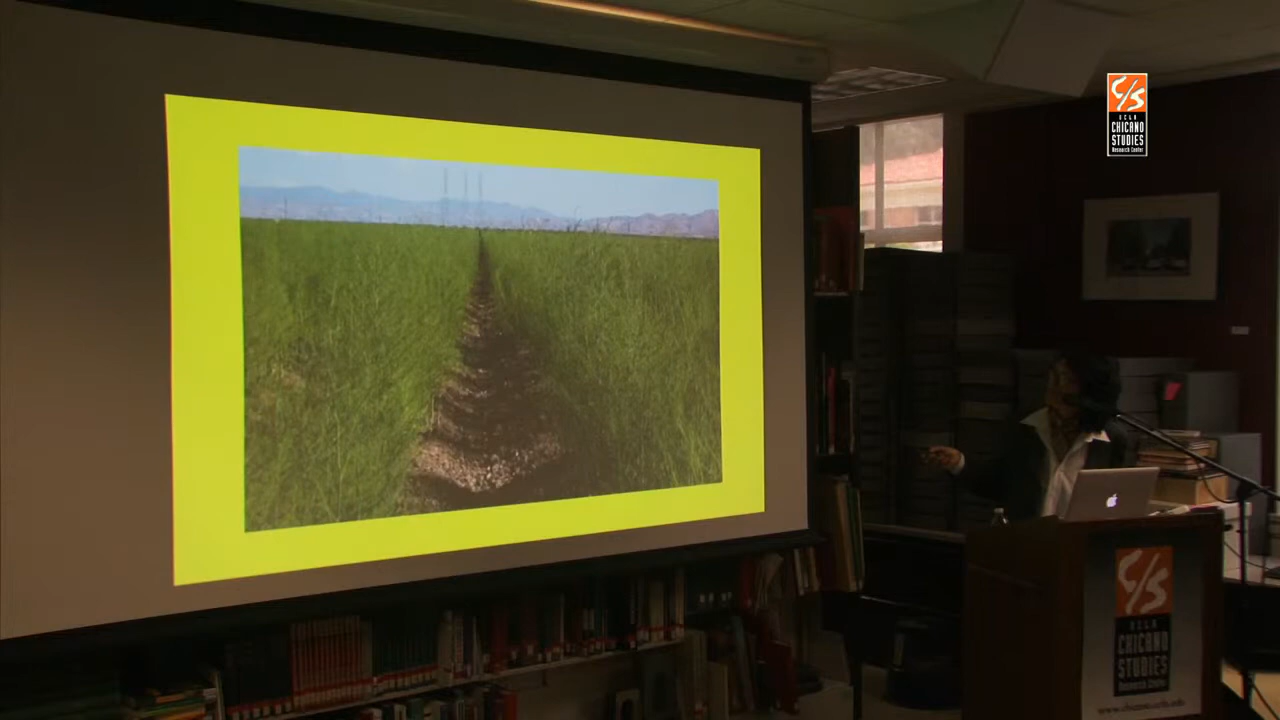 C/S
UCLA
CHICANO
STUDIES
Research Center
C/S
UCLA
CHICANO
STUDIES
Research Center